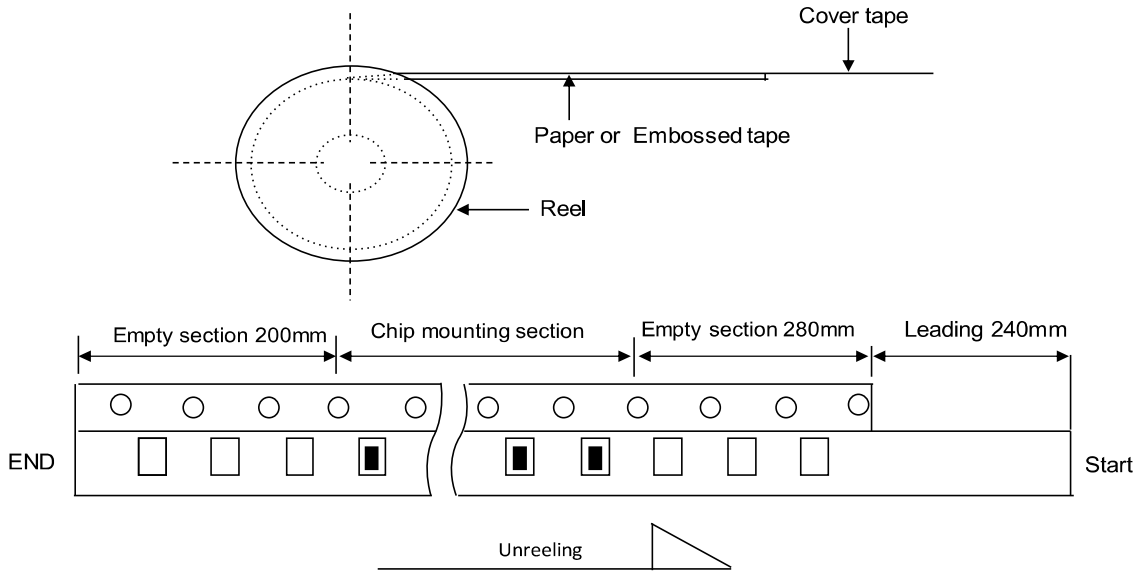 Cover tape
Paper or Embossed tape
Reel
Empty section 200mm
Chip mounting section
Empty section 280mm
Leading 240mm
END
Start
Unreeling